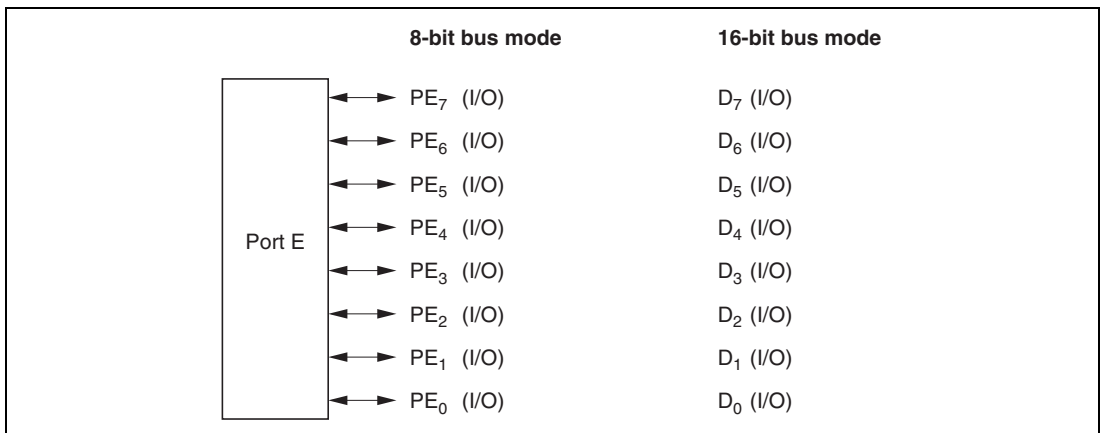 8-bit bus mode 16-bit bus mode
PE₇ (I/O) D₇ (I/O)
PE₆ (I/O) D₆ (I/O)
PE₅ (I/O) D₅ (I/O)
PE₄ (I/O) D₄ (I/O)
Port E
PE₃ (I/O) D₃ (I/O)
PE₂ (I/O) D₂ (I/O)
PE₁ (I/O) D₁ (I/O)
PE₀ (I/O) D₀ (I/O)